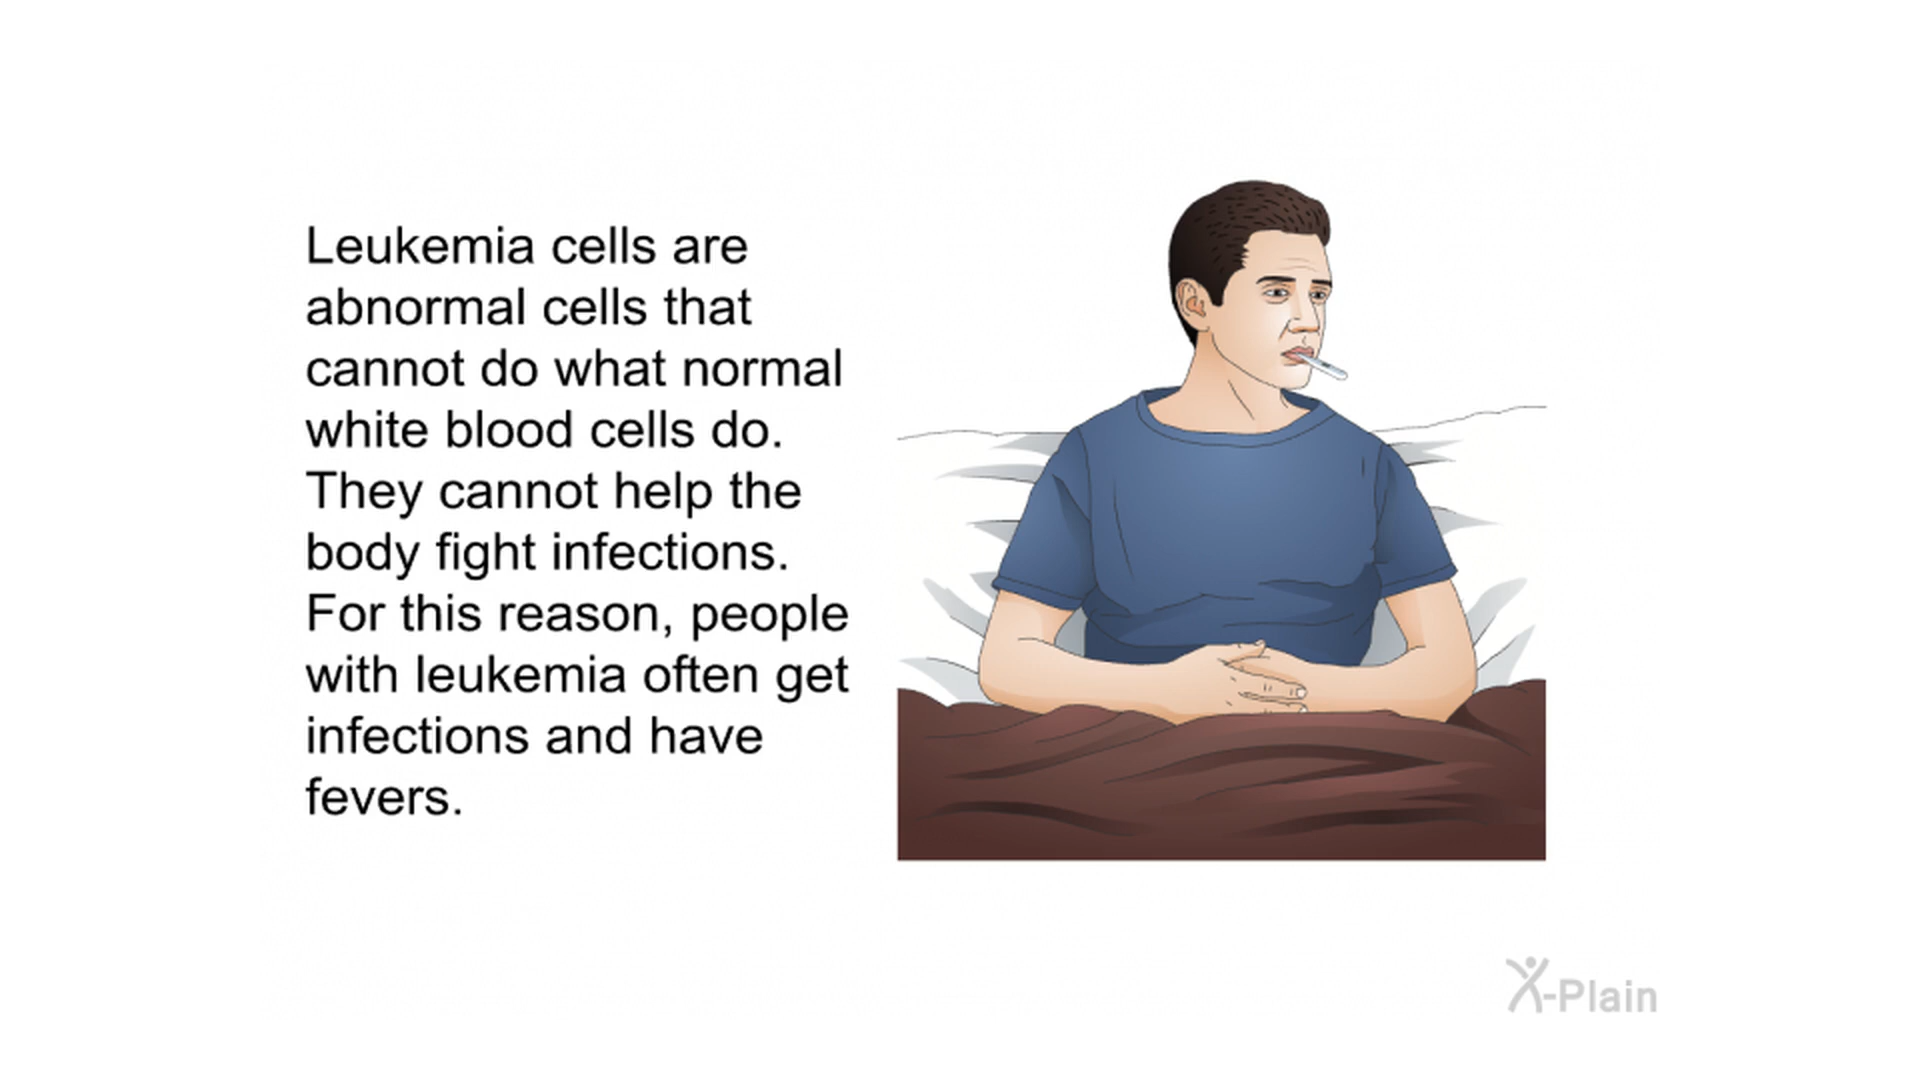 Leukemia cells are
abnormal cells that
cannot do what normal
white blood cells do.
They cannot help the
body fight infections.
For this reason, people
with leukemia often get
infections and have
fevers.
X-Plain